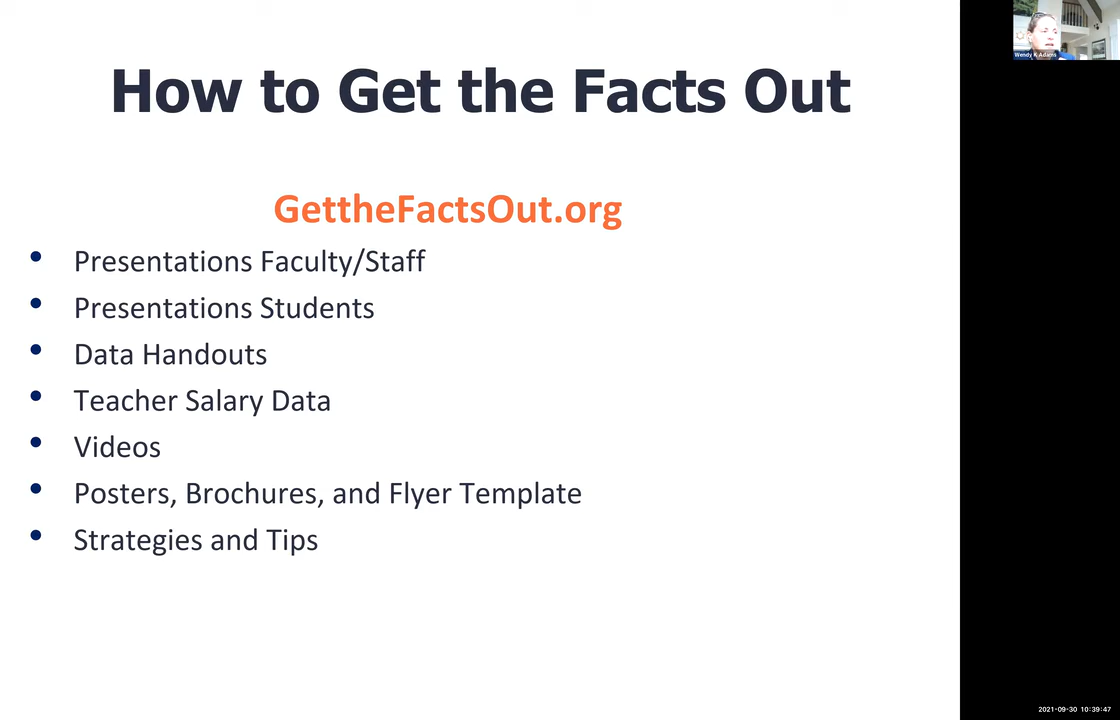 How to Get the Facts Out
GettheFactsOut.org
• Presentations Faculty/Staff
• Presentations Students
• Data Handouts
• Teacher Salary Data
• Videos
• Posters, Brochures, and Flyer Template
• Strategies and Tips
Wendy K Adams
2021-09-30 10:39:47